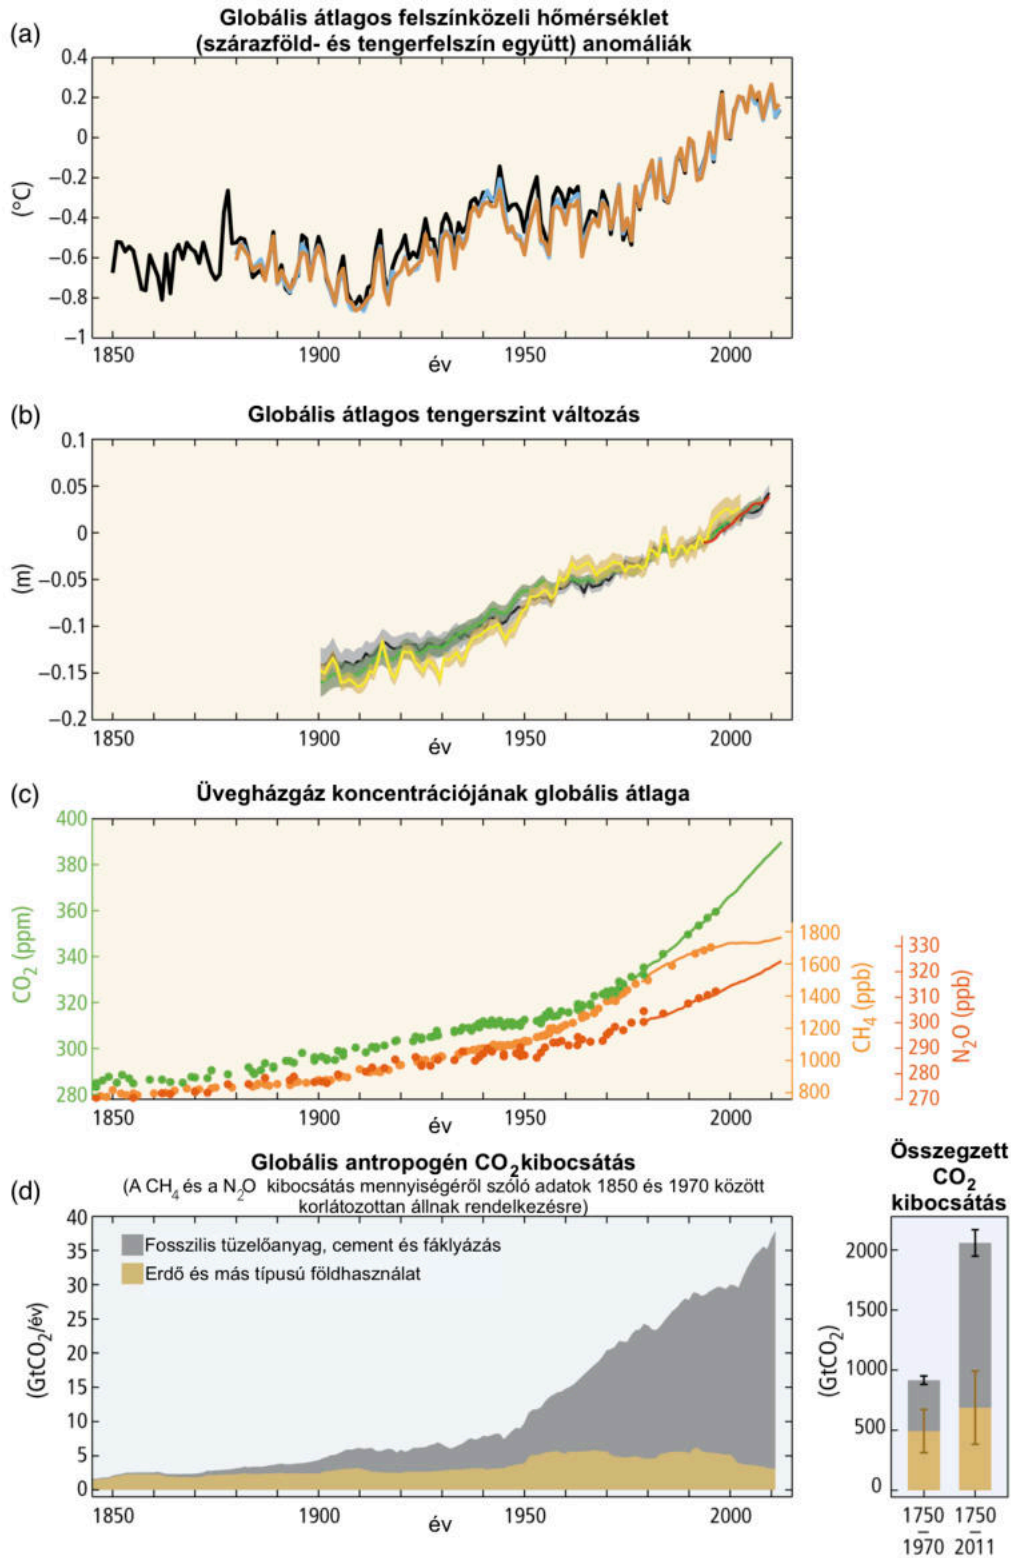 (a)
Globális átlagos felszínközeli hőmérséklet
(szárazföld- és tengerfelszín együtt) anomáliák
0.4
0.2
0
−0.2
−0.4
−0.6
−0.8
−1
(°C)
1850
1900
1950
2000
év
(b)
Globális átlagos tengerszint változás
0.1
0.05
0
−0.05
−0.1
−0.15
−0.2
(m)
1850
1900
1950
2000
év
(c)
Üvegházgáz koncentrációjának globális átlaga
400
380
360
340
320
300
280
CO2 (ppm)
1800
1600
1400
1200
1000
800
CH4 (ppb)
330
320
310
300
290
280
270
N2O (ppb)
1850
1900
1950
2000
év
(d)
Globális antropogén CO2 kibocsátás
(A CH4 és a N2O kibocsátás mennyiségéről szóló adatok 1850 és 1970 között
korlátozottan állnak rendelkezésre)
40
35
30
25
20
15
10
5
0
(GtCO2/év)
Fosszilis tüzelőanyag, cement és fáklyázás
Erdő és más típusú földhasználat
1850
1900
1950
2000
év
Összegzett
CO2
kibocsátás
2000
1500
1000
500
0
(GtCO2)
1750
–
1970
1750
–
2011